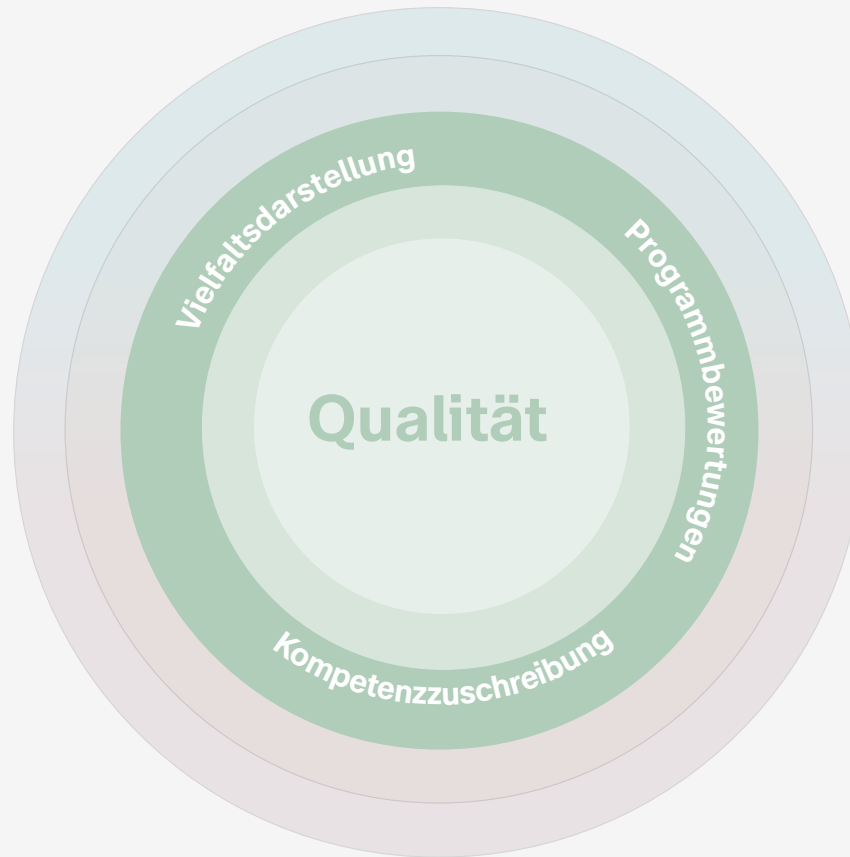 Vielfaltsdarstellung
Programmbewertungen
Qualität
Kompetenzzuschreibung